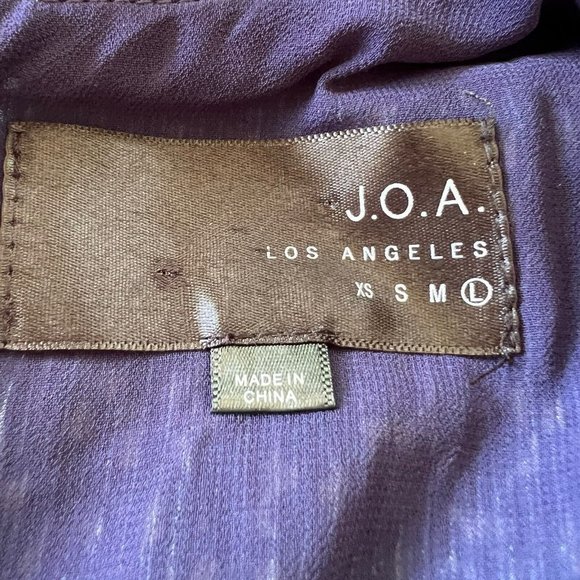 J.O.A.
LOS ANGELES
XS S M L
MADE IN
CHINA